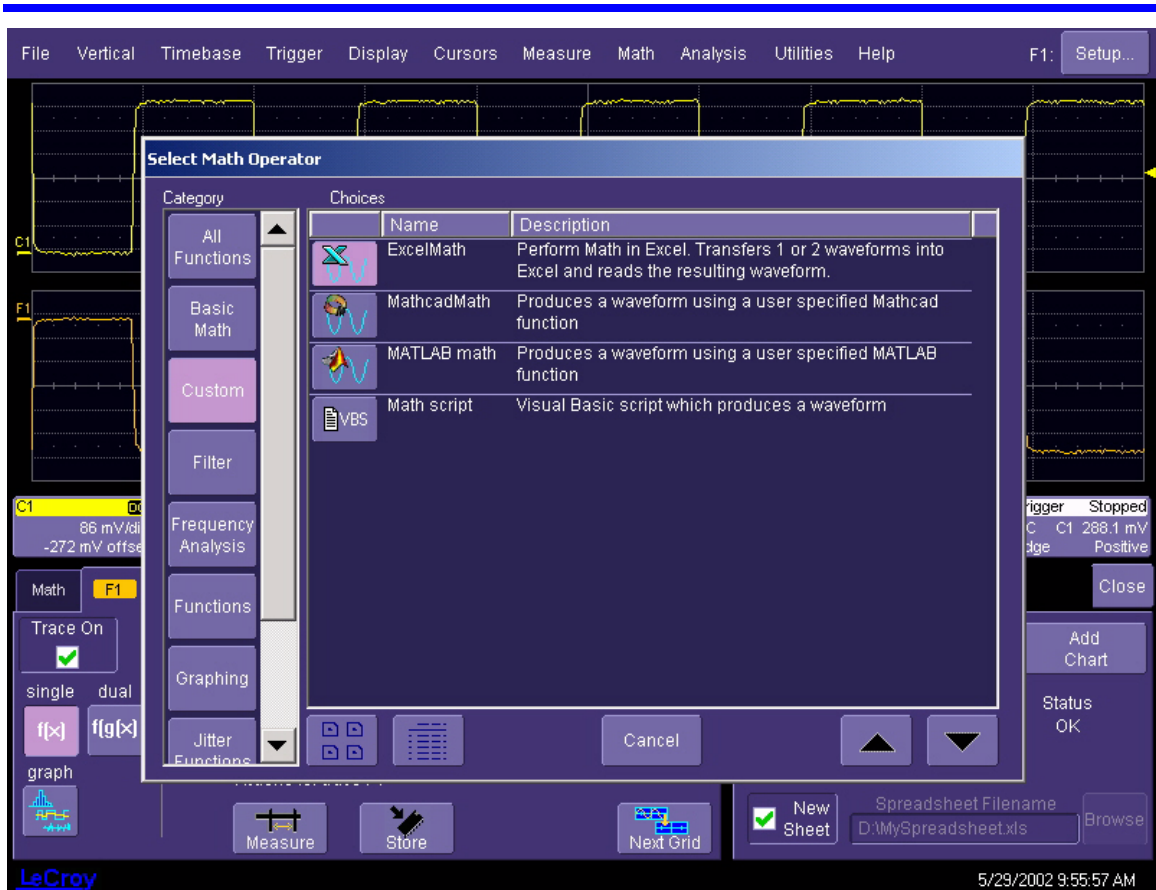 File Vertical Timebase Trigger Display Cursors Measure Math Analysis Utilities Help F1: Setup...
Select Math Operator
Category Choices
Name Description
All Functions
Basic Math
Custom
Filter
Frequency Analysis
Functions
Graphing
Jitter Functions
ExcelMath Perform Math in Excel. Transfers 1 or 2 waveforms into
Excel and reads the resulting waveform.
MathcadMath Produces a waveform using a user specified Mathcad
function
MATLAB math Produces a waveform using a user specified MATLAB
function
VBS Math script Visual Basic script which produces a waveform
Cancel
C1
F1
C1
86 mV/di
-272 mV offse
rigger Stopped
C C1 288.1 mV
dge Positive
Math F1 Close
Trace On
single dual
f(x) f(g(x)
graph
Add
Chart
Status
OK
Measure Store Next Grid
New
Sheet
Spreadsheet Filename
D:\MySpreadsheet.xls Browse
LeCroy 5/29/2002 9:55:57 AM